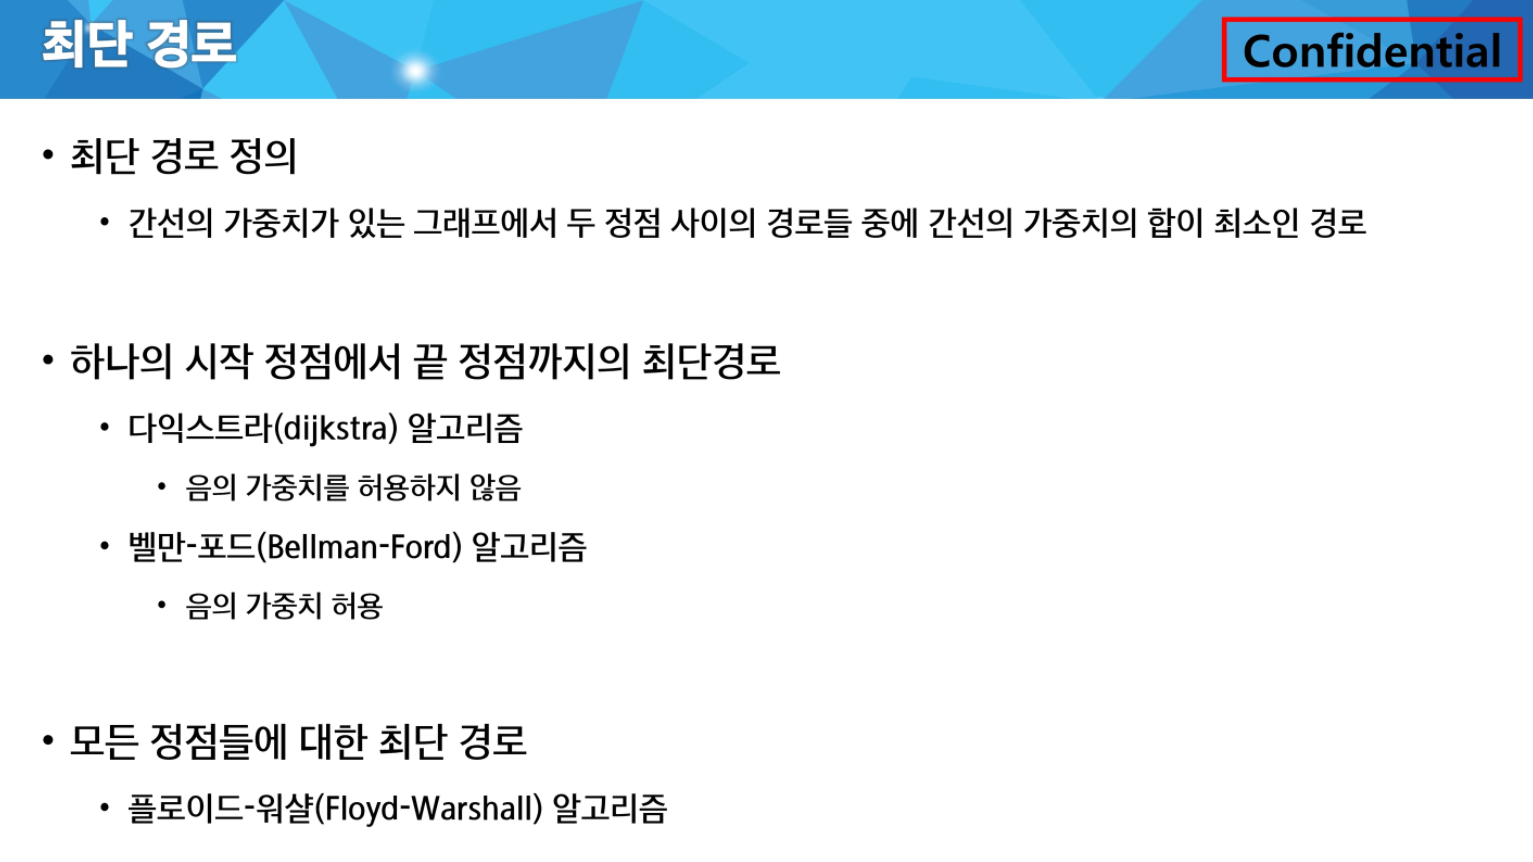 최단 경로
Confidential
• 최단 경로 정의
• 간선의 가중치가 있는 그래프에서 두 정점 사이의 경로들 중에 간선의 가중치의 합이 최소인 경로
• 하나의 시작 정점에서 끝 정점까지의 최단경로
• 다익스트라(dijkstra) 알고리즘
• 음의 가중치를 허용하지 않음
• 벨만-포드(Bellman-Ford) 알고리즘
• 음의 가중치 허용
• 모든 정점들에 대한 최단 경로
• 플로이드-워샬(Floyd-Warshall) 알고리즘